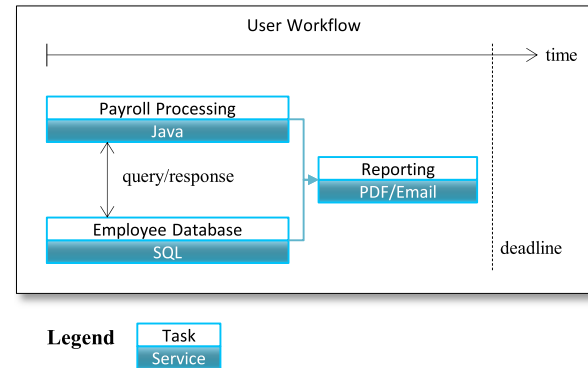 User Workflow
time
Payroll Processing
Java
query/response
Reporting
PDF/Email
Employee Database
SQL
deadline
Legend
Task
Service